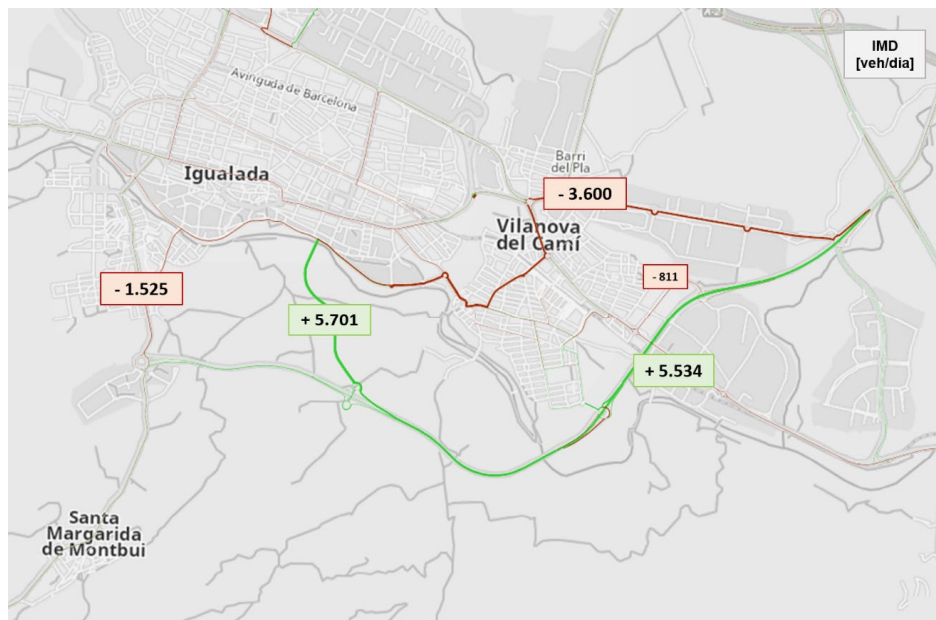 IMD
[veh/dia]
Avinguda de Barcelona
Igualada
Barri
del Pla
- 3.600
Vilanova
del Camí
- 811
- 1.525
+ 5.701
+ 5.534
Santa
Margarida
de Montbui